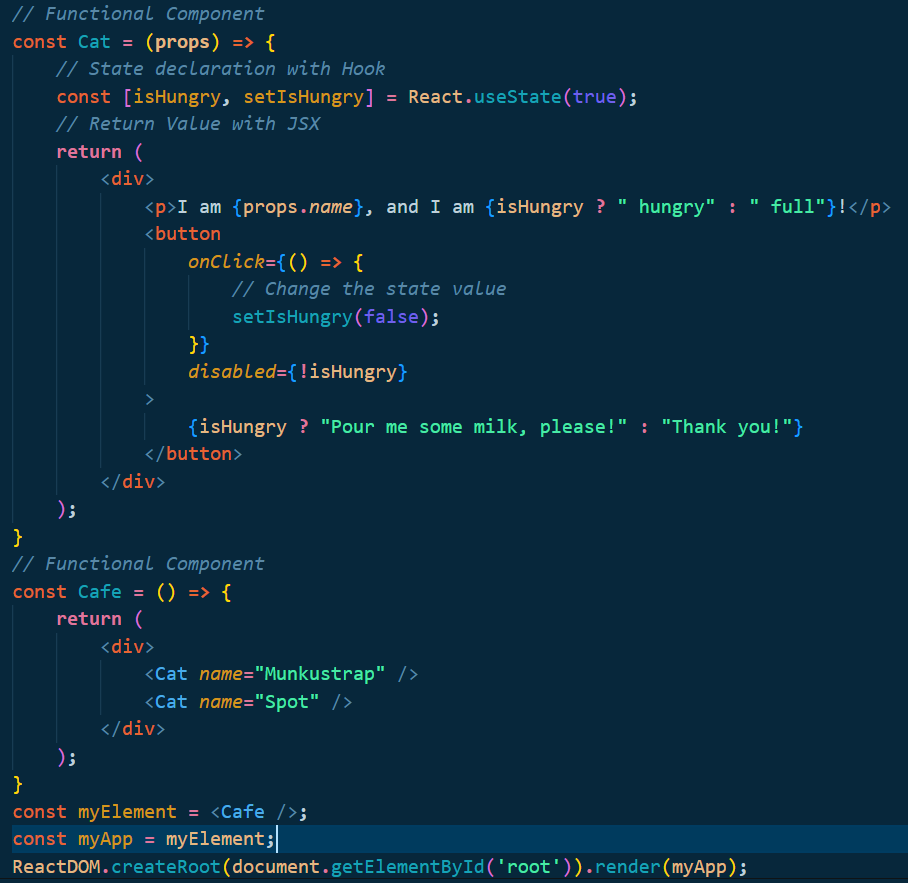 // Functional Component
const Cat = (props) => {
    // State declaration with Hook
    const [isHungry, setIsHungry] = React.useState(true);
    // Return Value with JSX
    return (
        <div>
            <p>I am {props.name}, and I am {isHungry ? " hungry" : " full"}!</p>
            <button
                onClick={() => {
                    // Change the state value
                    setIsHungry(false);
                }}
                disabled={!isHungry}
            >
                {isHungry ? "Pour me some milk, please!" : "Thank you!"}
            </button>
        </div>
    );
}
// Functional Component
const Cafe = () => {
    return (
        <div>
            <Cat name="Munkustrap" />
            <Cat name="Spot" />
        </div>
    );
}
const myElement = <Cafe />;
const myApp = myElement;
ReactDOM.createRoot(document.getElementById('root')).render(myApp);